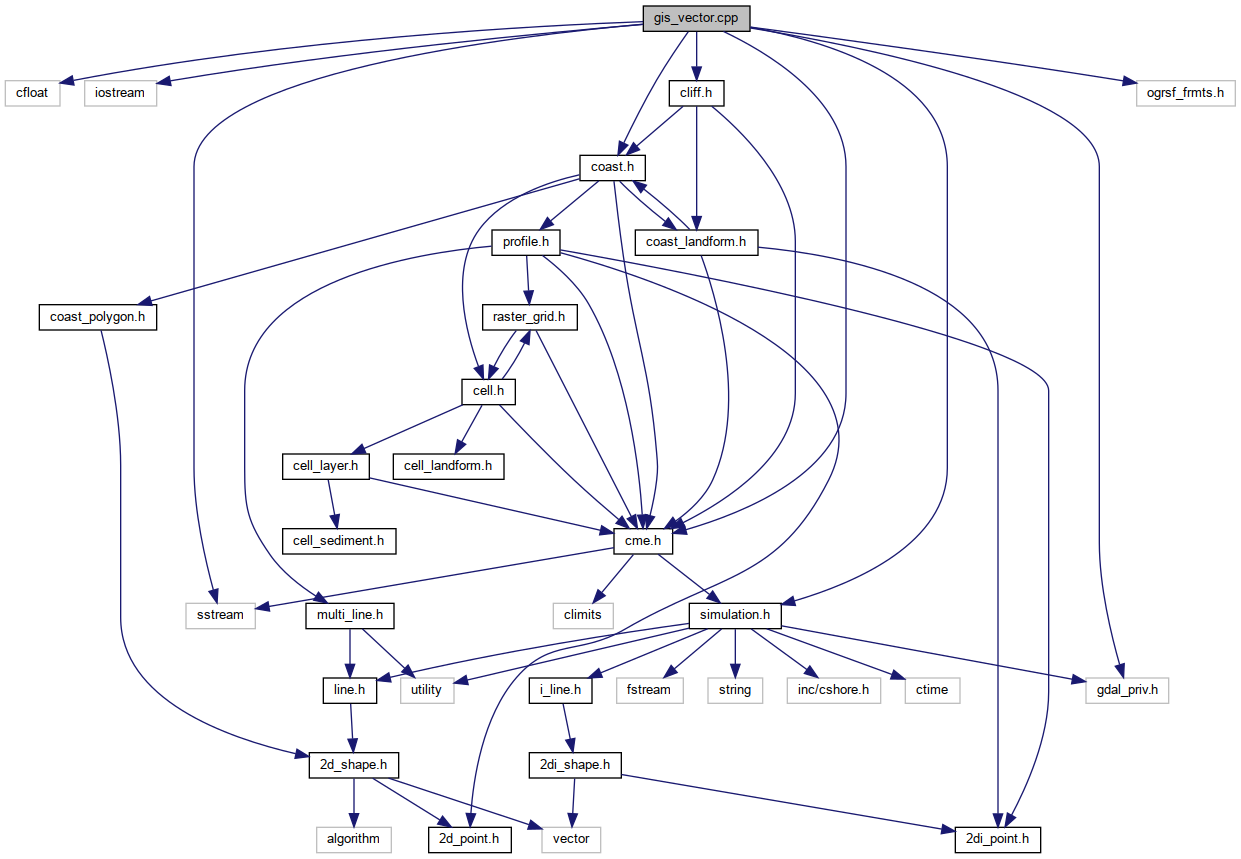 gis_vector.cpp
cfloat
iostream
cliff.h
ogrsf_frmts.h
coast.h
profile.h
coast_landform.h
coast_polygon.h
raster_grid.h
cell.h
cell_layer.h
cell_landform.h
cell_sediment.h
cme.h
sstream
multi_line.h
climits
simulation.h
line.h
utility
i_line.h
fstream
string
inc/cshore.h
ctime
gdal_priv.h
2d_shape.h
2di_shape.h
algorithm
2d_point.h
vector
2di_point.h